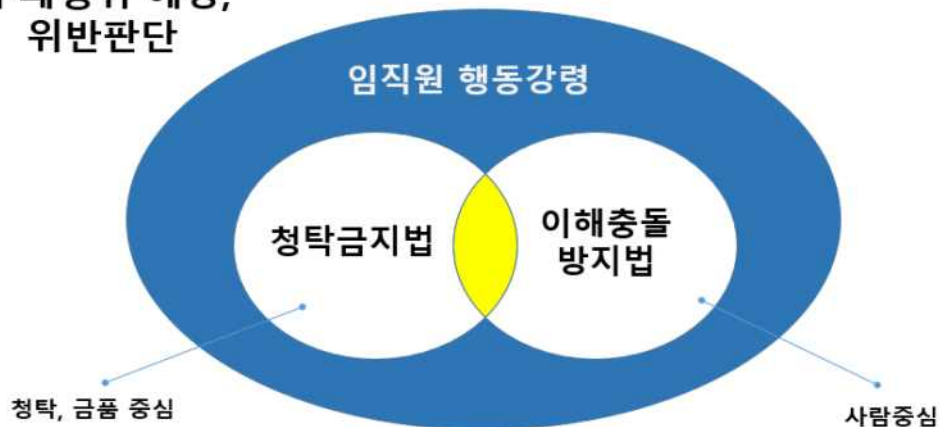 위반판단
임직원 행동강령
청탁금지법
이해충돌
방지법
청탁, 금품 중심
사람중심